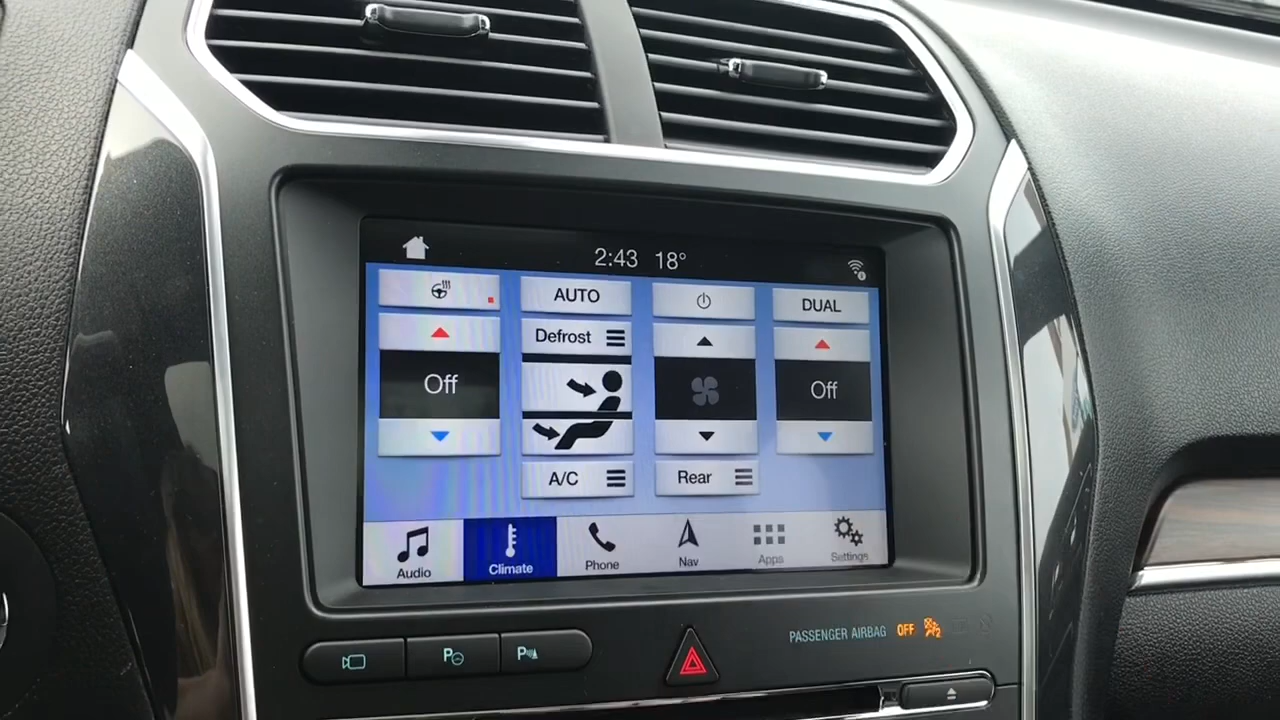 2:43 18°
AUTO
DUAL
Defrost
Off
Off
A/C
Rear
Audio
Climate
Phone
Nav
Apps
Settings
PASSENGER AIRBAG OFF
P
P